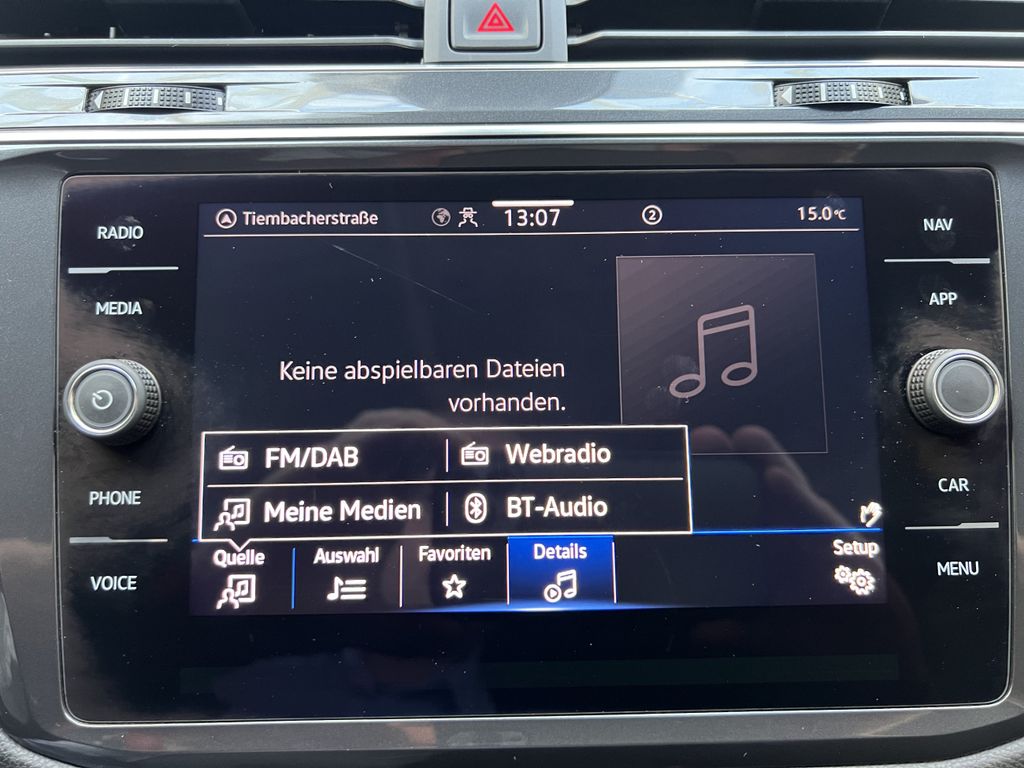 RADIO
MEDIA
PHONE
VOICE
Tiembacherstraße 13:07 2 15.0°C
Keine abspielbaren Dateien
vorhanden.
FM/DAB Webradio
Meine Medien BT-Audio
Quelle Auswahl Favoriten Details Setup
NAV
APP
CAR
MENU